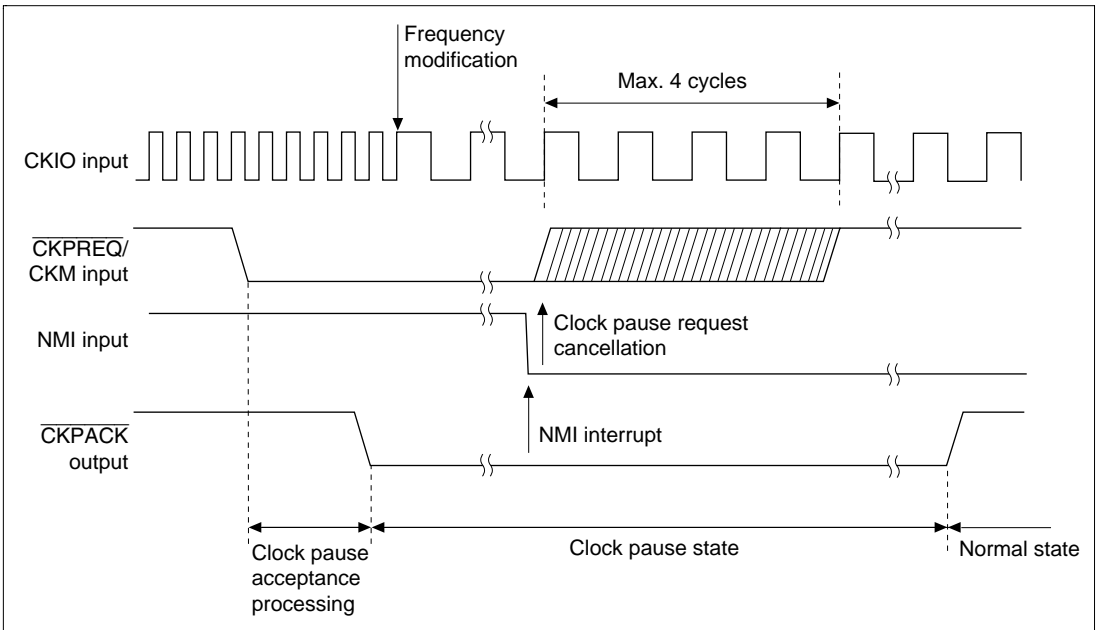 Frequency
modification
Max. 4 cycles
CKIO input
CKPREQ/
CKM input
Clock pause request
cancellation
NMI input
NMI interrupt
CKPACK
output
Clock pause
acceptance
processing
Clock pause state
Normal state